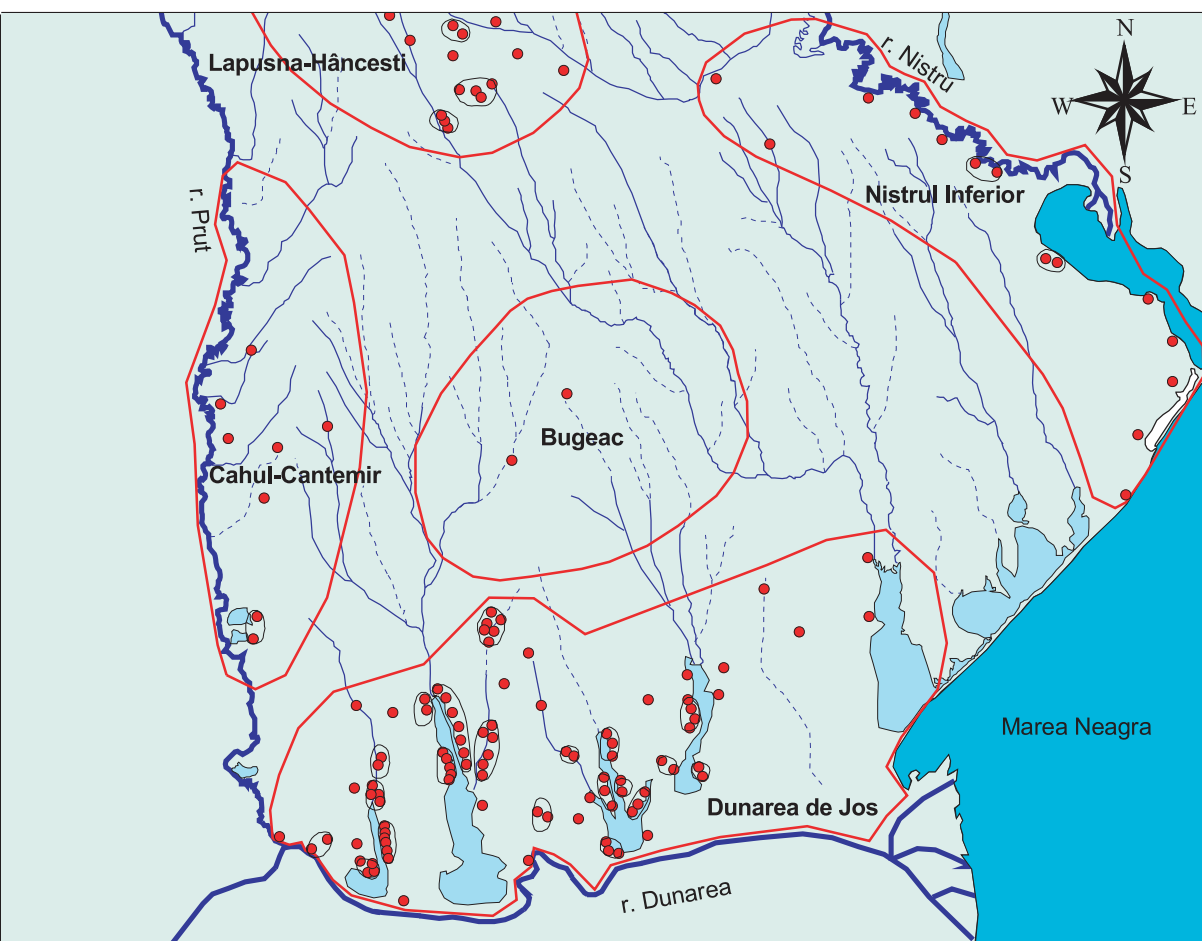 N
Lapusna-Hâncesti
r. Nistru
W
E
S
Nistrul Inferior
r. Prut
Bugeac
Cahul-Cantemir
Marea Neagra
Dunarea de Jos
r. Dunarea